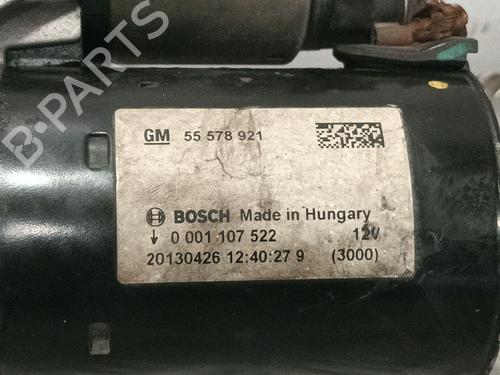 B-PARTS
GM 55 578 921
BOSCH Made in Hungary
↓ 0 001 107 522 12V
20130426 12:40:27 9 (3000)